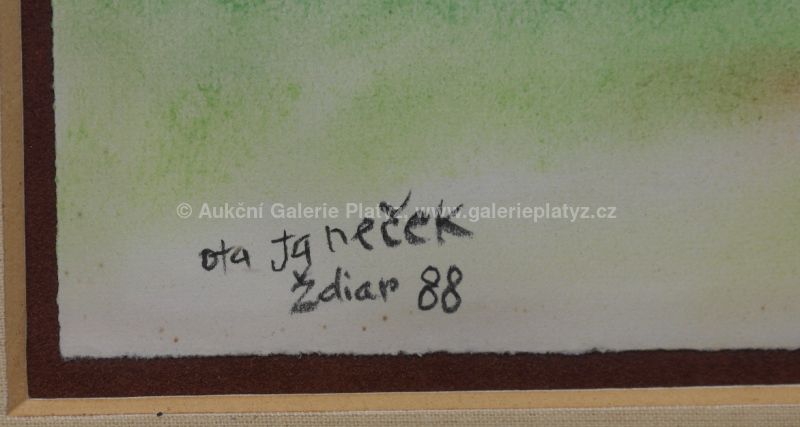 © Aukční Galerie Platýz, www.galerieplatyz.cz
ota Janeček
Ždiar 88